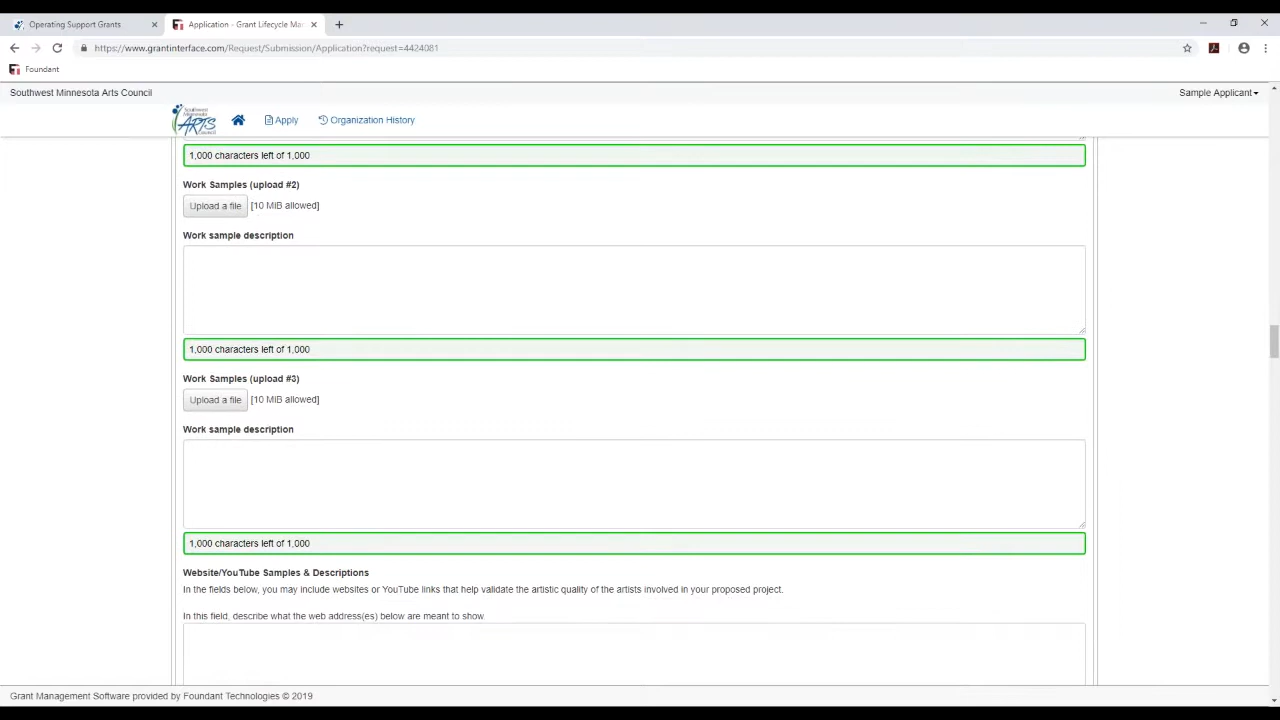 Operating Support Grants
Application - Grant Lifecycle Mar
https://www.grantinterface.com/Request/Submission/Application?request=4424081
Foundant
Southwest Minnesota Arts Council
Sample Applicant
Southwest Minnesota ARTS Council
Apply
Organization History
1,000 characters left of 1,000
Work Samples (upload #2)
Upload a file [10 MiB allowed]
Work sample description
1,000 characters left of 1,000
Work Samples (upload #3)
Upload a file [10 MiB allowed]
Work sample description
1,000 characters left of 1,000
Website/YouTube Samples & Descriptions
In the fields below, you may include websites or YouTube links that help validate the artistic quality of the artists involved in your proposed project.
In this field, describe what the web address(es) below are meant to show
Grant Management Software provided by Foundant Technologies © 2019